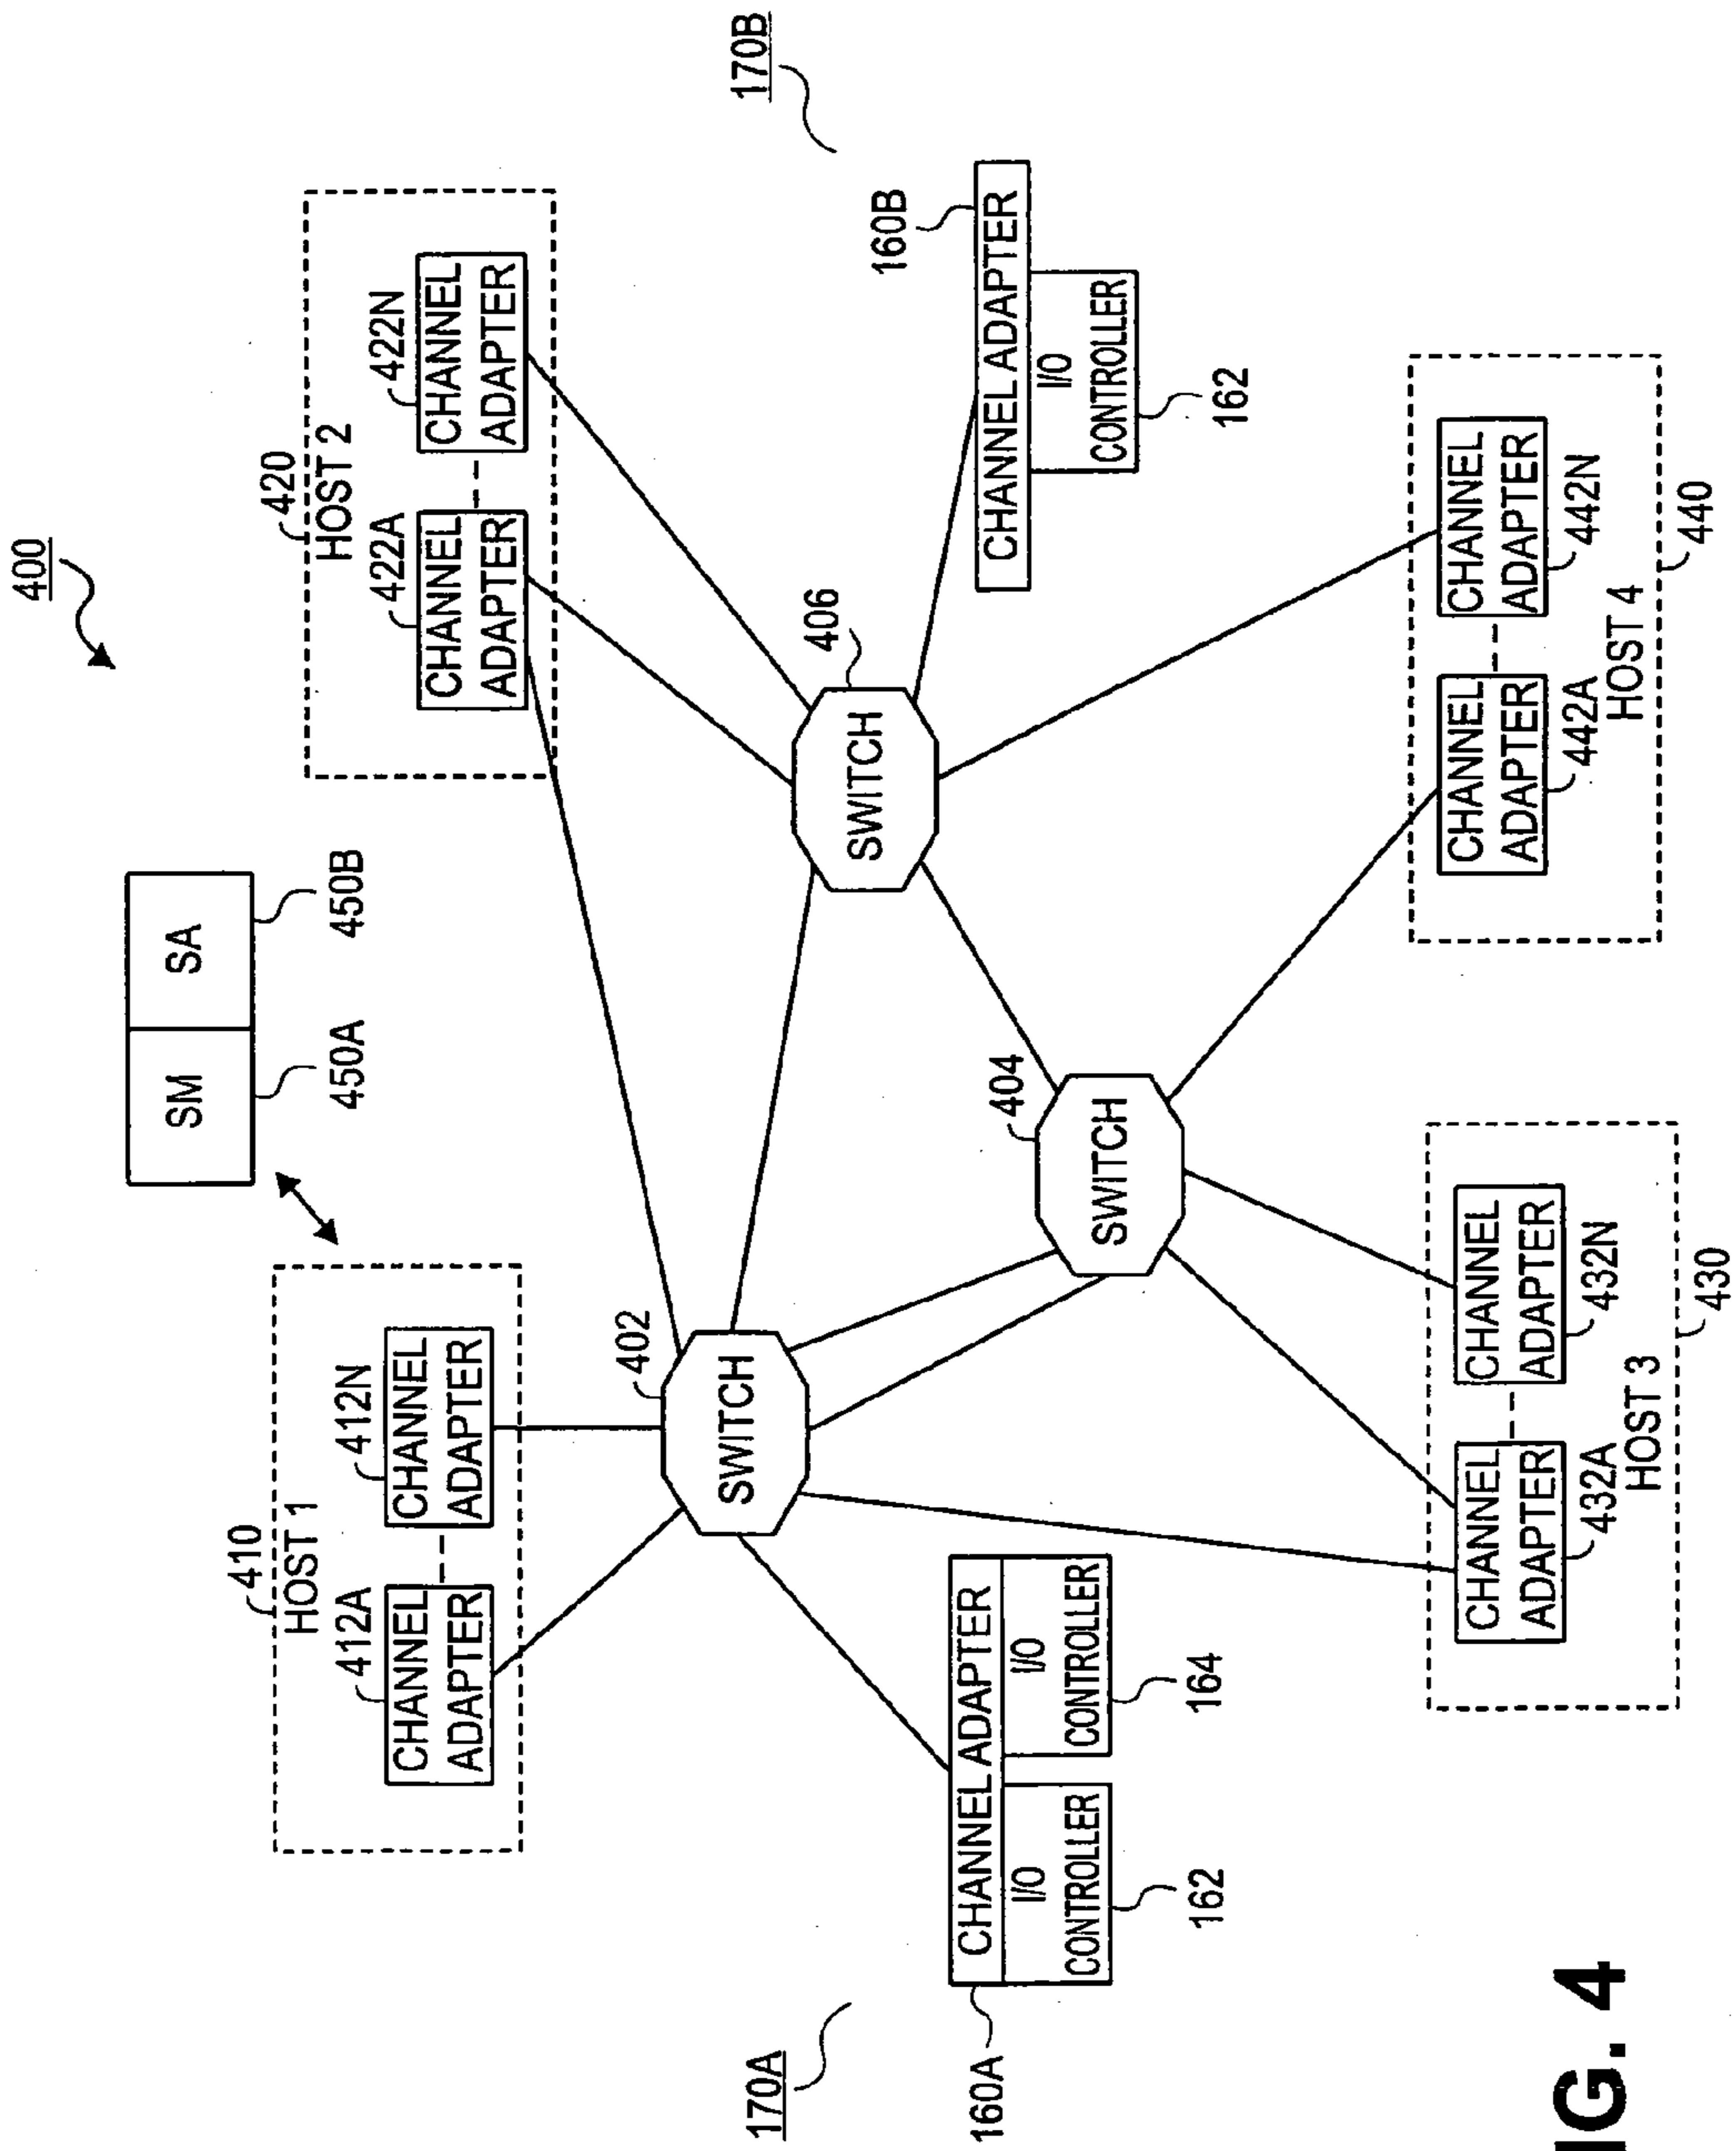 400
SM
SA
450A
450B
410
HOST 1
412A
412N
CHANNEL
ADAPTER
CHANNEL
ADAPTER
420
HOST 2
422A
422N
CHANNEL
ADAPTER
CHANNEL
ADAPTER
402
SWITCH
406
SWITCH
404
SWITCH
170A
160A
CHANNEL ADAPTER
I/O
CONTROLLER
I/O
CONTROLLER
162
164
170B
160B
CHANNEL ADAPTER
I/O
CONTROLLER
162
CHANNEL
ADAPTER
CHANNEL
ADAPTER
432A
432N
HOST 3
430
CHANNEL
ADAPTER
CHANNEL
ADAPTER
442A
442N
HOST 4
440
IG. 4